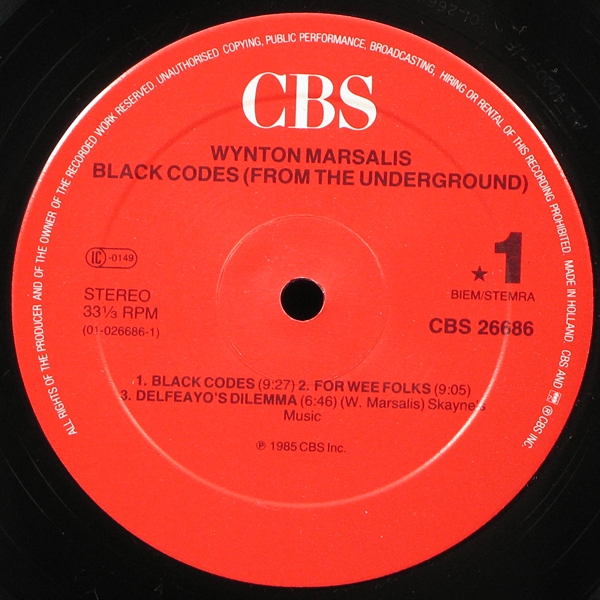 ALL RIGHTS OF THE PRODUCER AND OF THE OWNER OF THE RECORDED WORK RESERVED. UNAUTHORISED COPYING, PUBLIC PERFORMANCE, BROADCASTING, HIRING OR RENTAL OF THIS RECORDING PROHIBITED. MADE IN HOLLAND. CBS AND ℗ CBS INC.
CBS
WYNTON MARSALIS
BLACK CODES (FROM THE UNDERGROUND)
IC -0149
STEREO
33⅓ RPM
(01-026686-1)
★ 1
BIEM/STEMRA
CBS 26686
1. BLACK CODES (9:27) 2. FOR WEE FOLKS (9:05)
3. DELFEAYO'S DILEMMA (6:46) (W. Marsalis) Skayne's
Music
℗ 1985 CBS Inc.